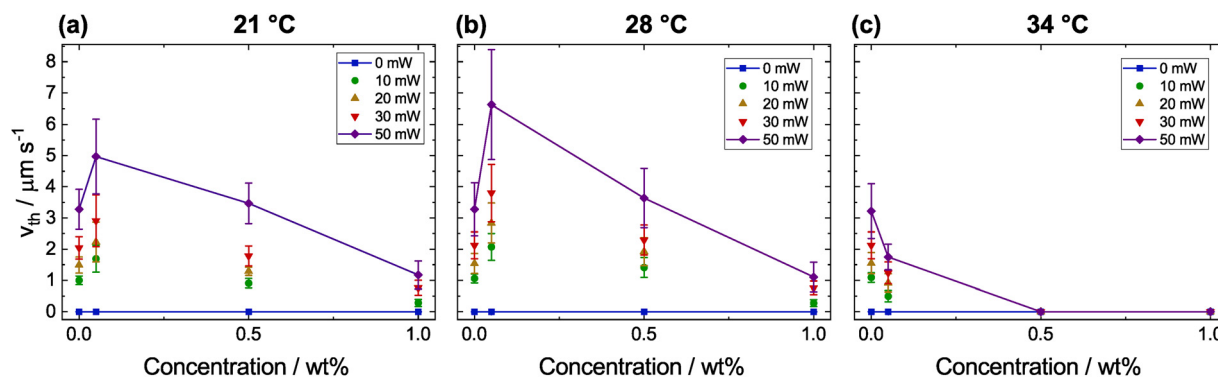 (a) 21 °C (b) 28 °C (c) 34 °C
v_th / µm s⁻¹
8
7
6
5
4
3
2
1
0
0 mW
10 mW
20 mW
30 mW
50 mW
0 mW
10 mW
20 mW
30 mW
50 mW
0 mW
10 mW
20 mW
30 mW
50 mW
0.0 0.5 1.0 0.0 0.5 1.0 0.0 0.5 1.0
Concentration / wt% Concentration / wt% Concentration / wt%